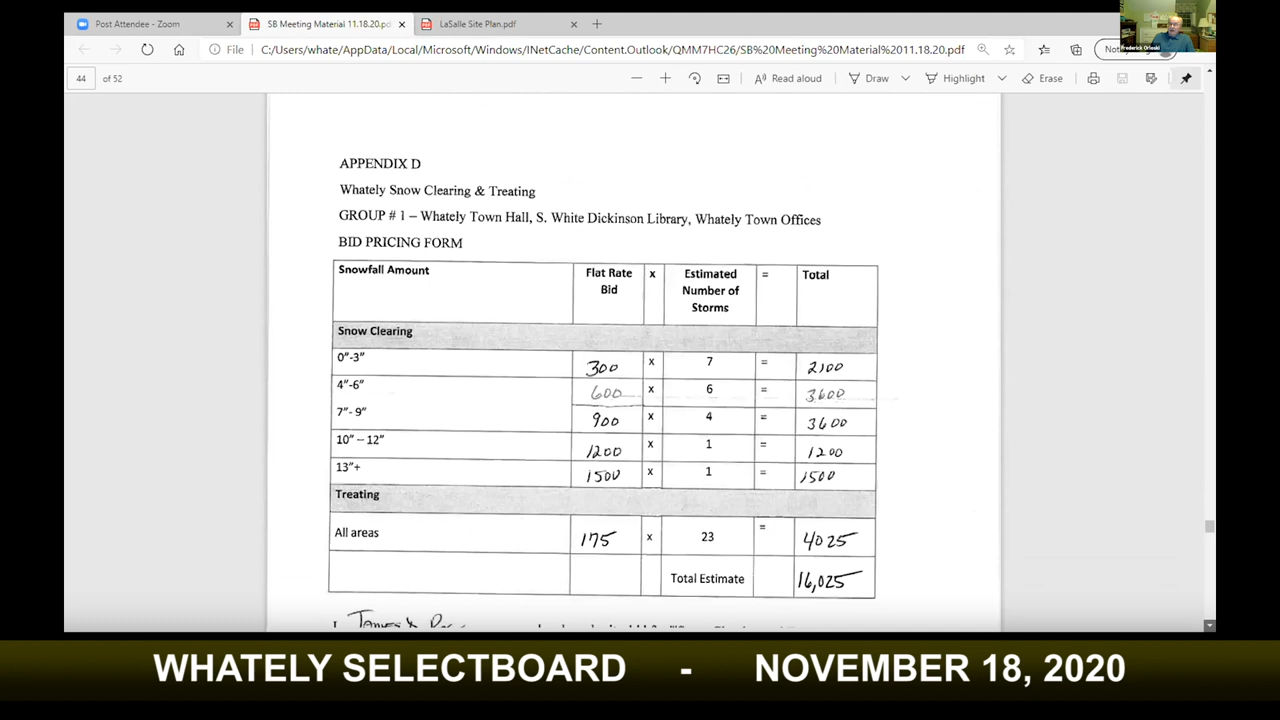 Post Attendee - Zoom
SB Meeting Material 11.18.20.pd
LaSalle Site Plan.pdf
File C:/Users/whate/AppData/Local/Microsoft/Windows/INetCache/Content.Outlook/QMM7HC26/SB%20Meeting%20Material%2011.18.20.pdf
44 of 52 Read aloud Draw Highlight Erase
Frederick Orloski
APPENDIX D
Whately Snow Clearing & Treating
GROUP # 1 – Whately Town Hall, S. White Dickinson Library, Whately Town Offices
BID PRICING FORM
Snowfall Amount Flat Rate Bid x Estimated Number of Storms = Total
Snow Clearing
0"-3" 300 x 7 = 2100
4"-6" 600 x 6 = 3600
7"- 9" 900 x 4 = 3600
10" – 12" 1200 x 1 = 1200
13"+ 1500 x 1 = 1500
Treating
All areas 175 x 23 = 4025
Total Estimate 16,025
WHATELY SELECTBOARD - NOVEMBER 18, 2020